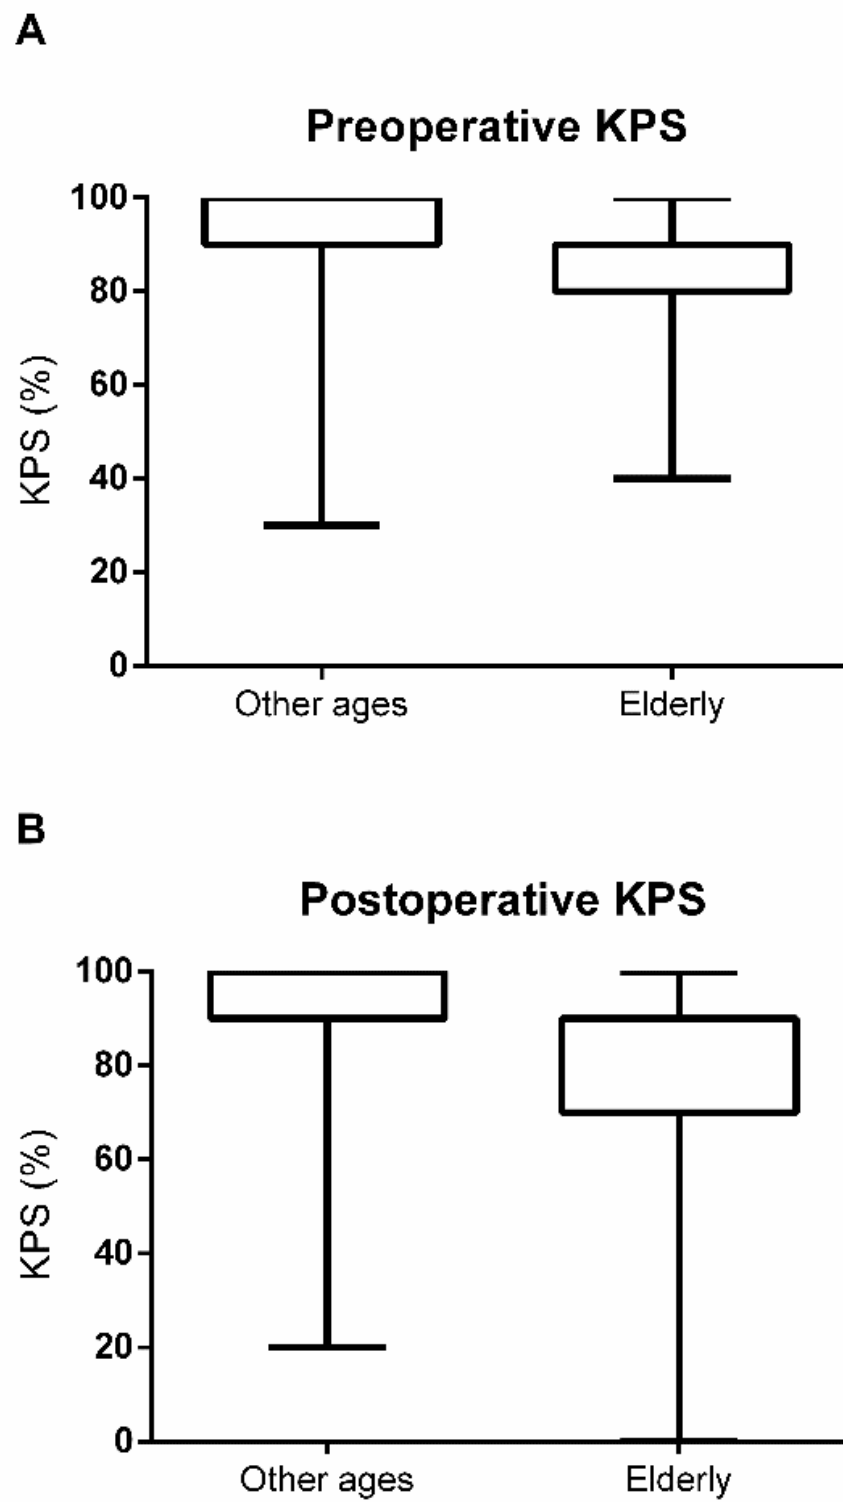 A
Preoperative KPS
100
80
60
40
20
0
KPS (%)
Other ages Elderly
B
Postoperative KPS
100
80
60
40
20
0
KPS (%)
Other ages Elderly